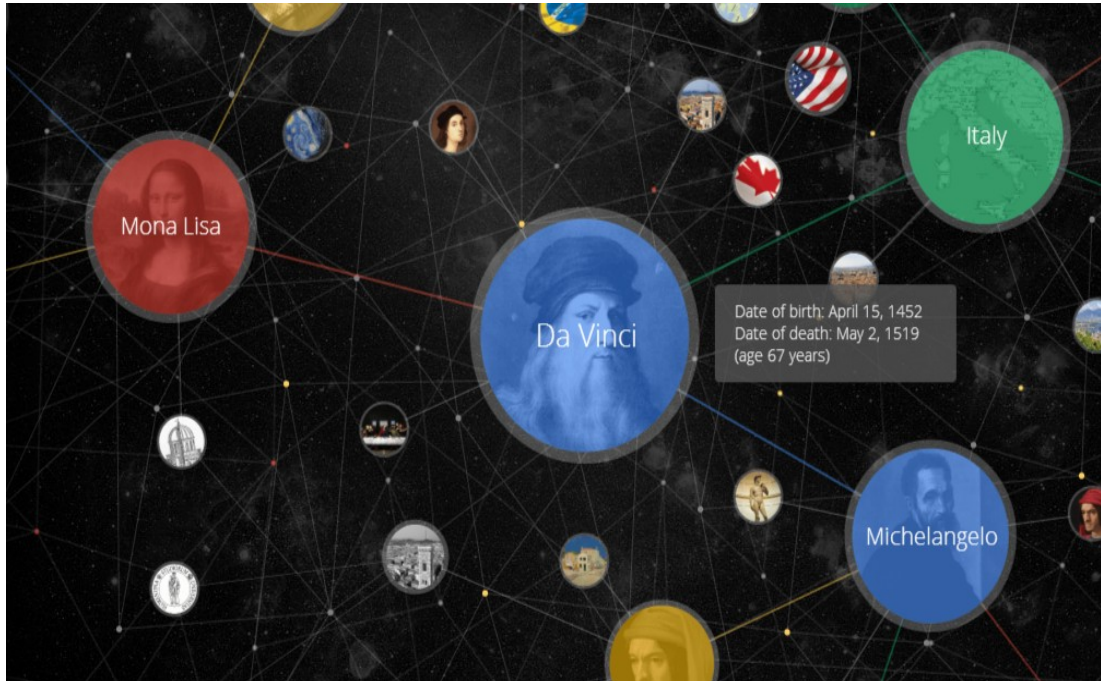 Italy
Mona Lisa
Da Vinci
Date of birth: April 15, 1452
Date of death: May 2, 1519
(age 67 years)
Michelangelo